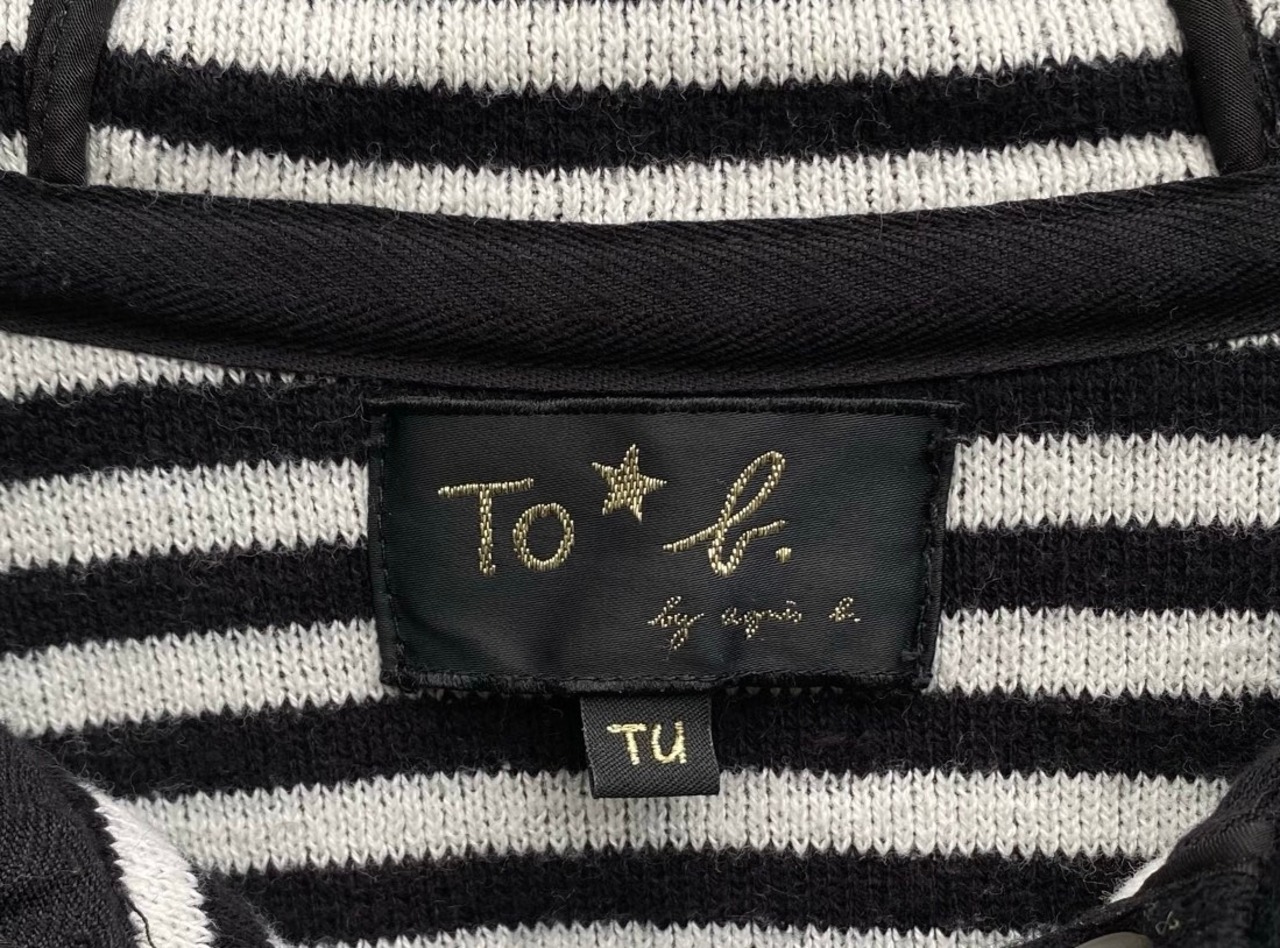 To★b.
by agnès b.
TU